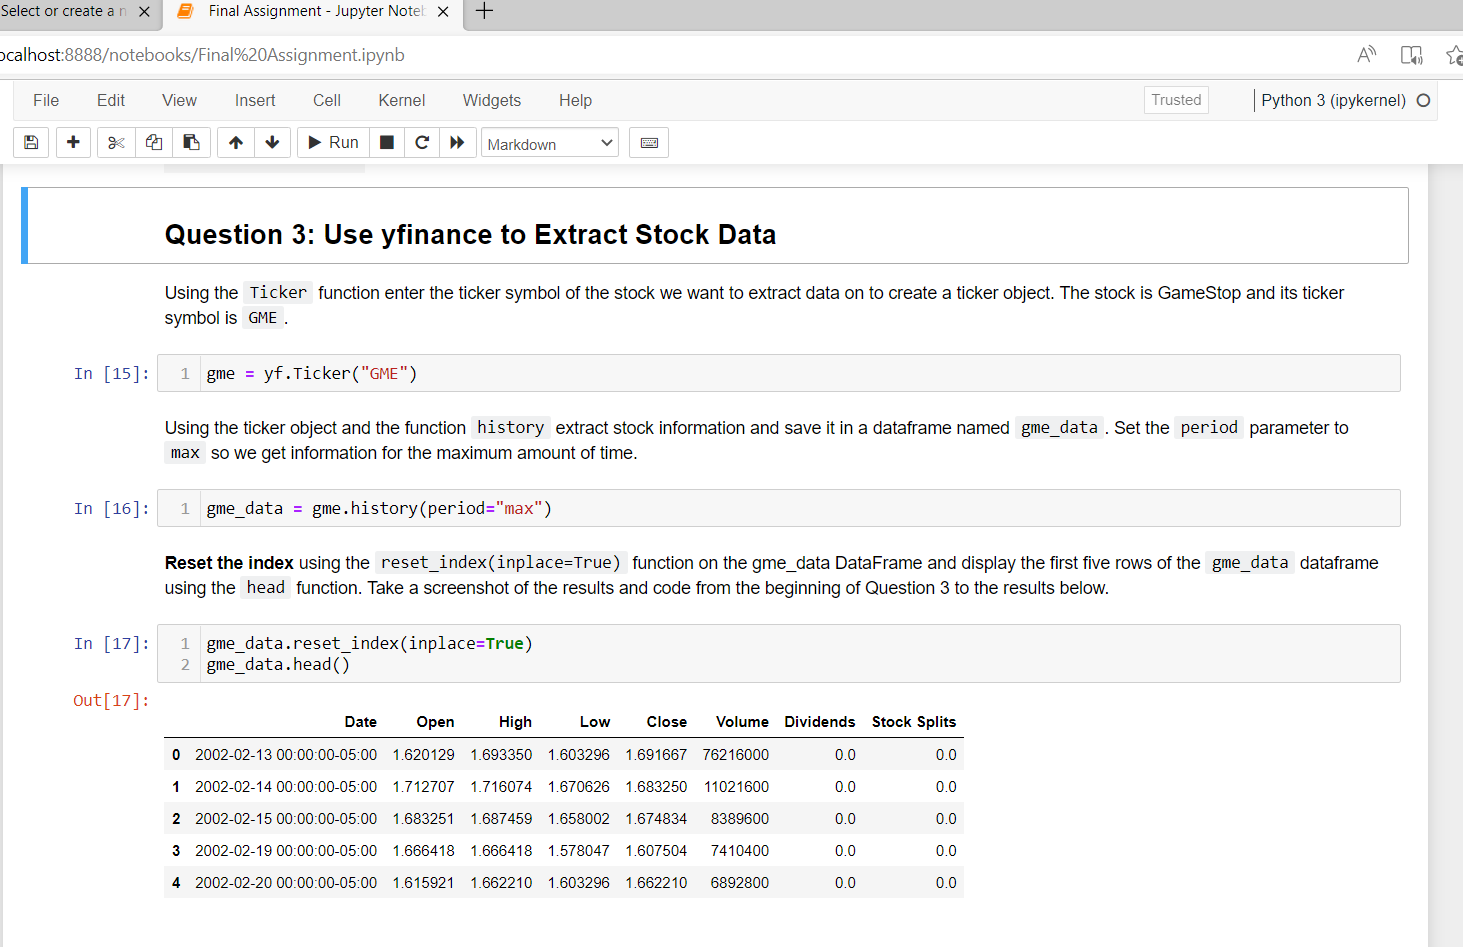 Select or create a n
Final Assignment - Jupyter Noteb
ocalhost:8888/notebooks/Final%20Assignment.ipynb
File Edit View Insert Cell Kernel Widgets Help Trusted Python 3 (ipykernel)
Run Markdown
Question 3: Use yfinance to Extract Stock Data
Using the Ticker function enter the ticker symbol of the stock we want to extract data on to create a ticker object. The stock is GameStop and its ticker
symbol is GME .
In [15]: 1 gme = yf.Ticker("GME")
Using the ticker object and the function history extract stock information and save it in a dataframe named gme_data . Set the period parameter to
max so we get information for the maximum amount of time.
In [16]: 1 gme_data = gme.history(period="max")
Reset the index using the reset_index(inplace=True) function on the gme_data DataFrame and display the first five rows of the gme_data dataframe
using the head function. Take a screenshot of the results and code from the beginning of Question 3 to the results below.
In [17]: 1 gme_data.reset_index(inplace=True)
2 gme_data.head()
Out[17]:
Date Open High Low Close Volume Dividends Stock Splits
0 2002-02-13 00:00:00-05:00 1.620129 1.693350 1.603296 1.691667 76216000 0.0 0.0
1 2002-02-14 00:00:00-05:00 1.712707 1.716074 1.670626 1.683250 11021600 0.0 0.0
2 2002-02-15 00:00:00-05:00 1.683251 1.687459 1.658002 1.674834 8389600 0.0 0.0
3 2002-02-19 00:00:00-05:00 1.666418 1.666418 1.578047 1.607504 7410400 0.0 0.0
4 2002-02-20 00:00:00-05:00 1.615921 1.662210 1.603296 1.662210 6892800 0.0 0.0